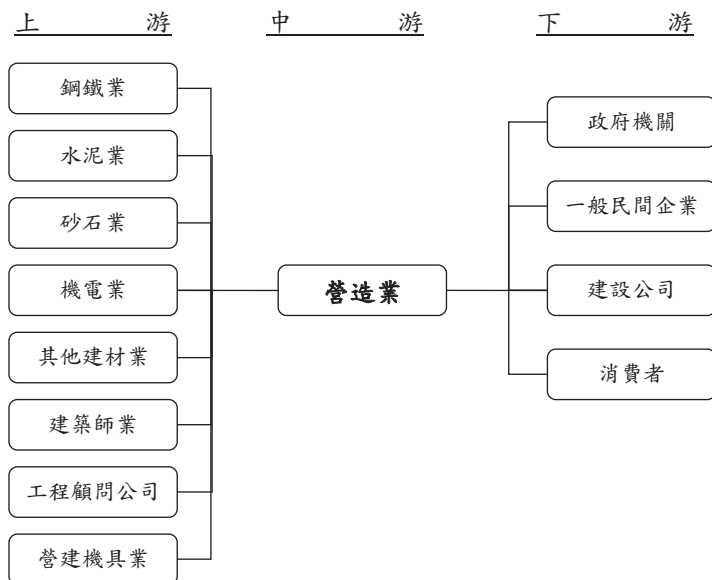 上游
中游
下游
鋼鐵業
水泥業
砂石業
機電業
其他建材業
建築師業
工程顧問公司
營建機具業
營造業
政府機關
一般民間企業
建設公司
消費者